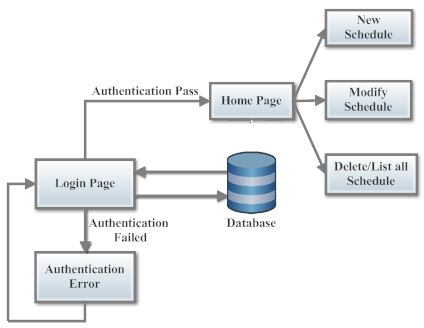 New
Schedule
Authentication Pass
Home Page
Modify
Schedule
Delete/List all
Schedule
Login Page
Database
Authentication
Failed
Authentication
Error